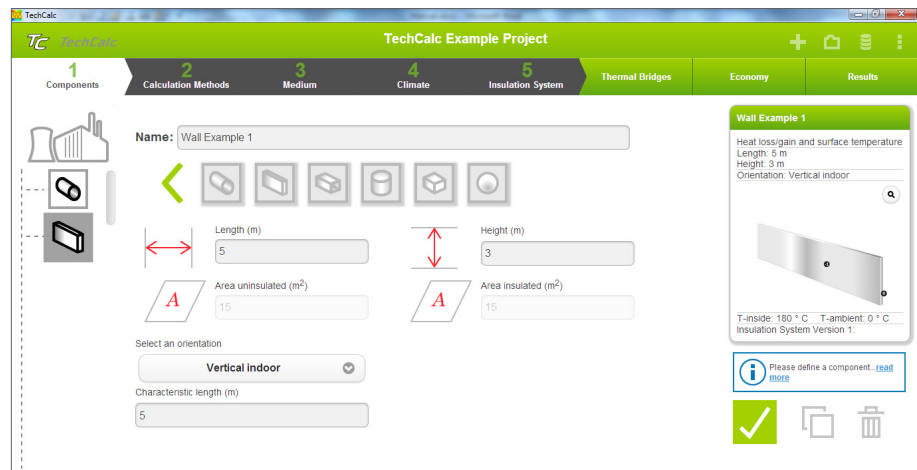 TechCalc
TC TechCalc
TechCalc Example Project
1 Components
2 Calculation Methods
3 Medium
4 Climate
5 Insulation System
Thermal Bridges
Economy
Results
Name: Wall Example 1
Length (m)
5
Height (m)
3
A
Area uninsulated (m²)
15
A
Area insulated (m²)
15
Select an orientation
Vertical indoor
Characteristic length (m)
5
Wall Example 1
Heat loss/gain and surface temperature
Length: 5 m
Height: 3 m
Orientation: Vertical indoor
T-inside: 180 ° C T-ambient: 0 ° C
Insulation System Version 1:
Please define a component...read
more